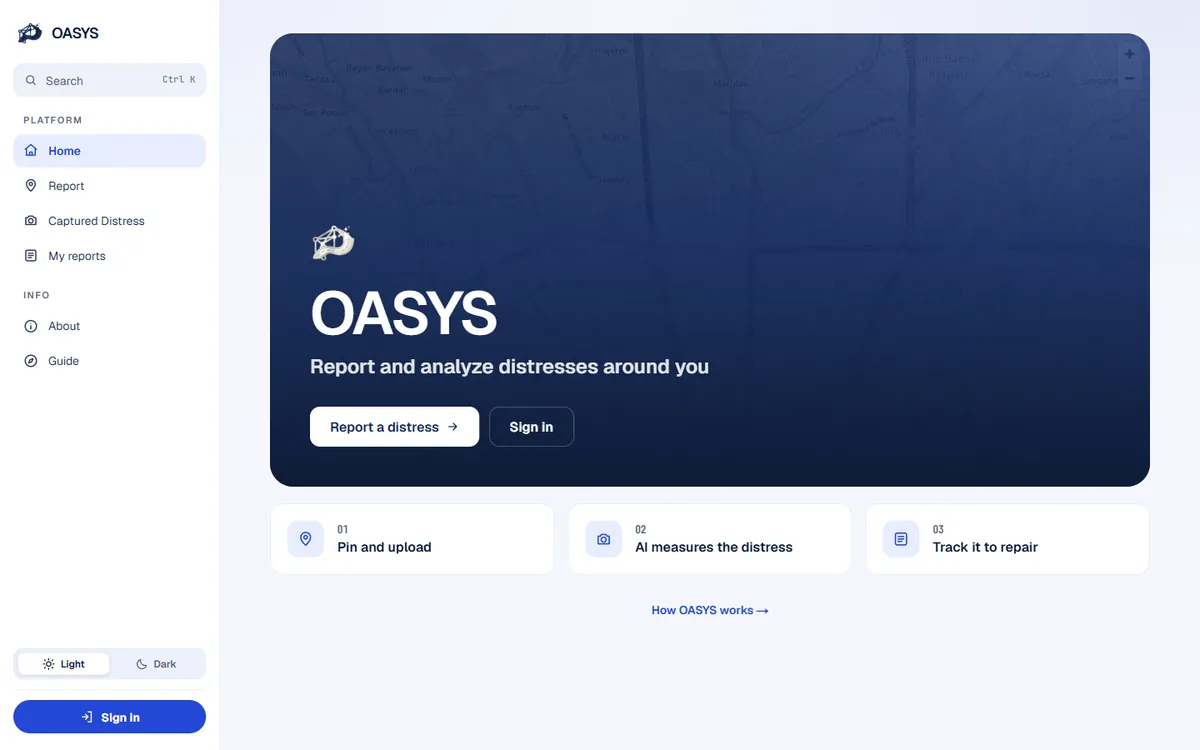 OASYS
Search
Ctrl K
PLATFORM
Home
Report
Captured Distress
My reports
INFO
About
Guide
Light
Dark
Sign in
OASYS
Report and analyze distresses around you
Report a distress →
Sign in
01
Pin and upload
02
AI measures the distress
03
Track it to repair
How OASYS works →